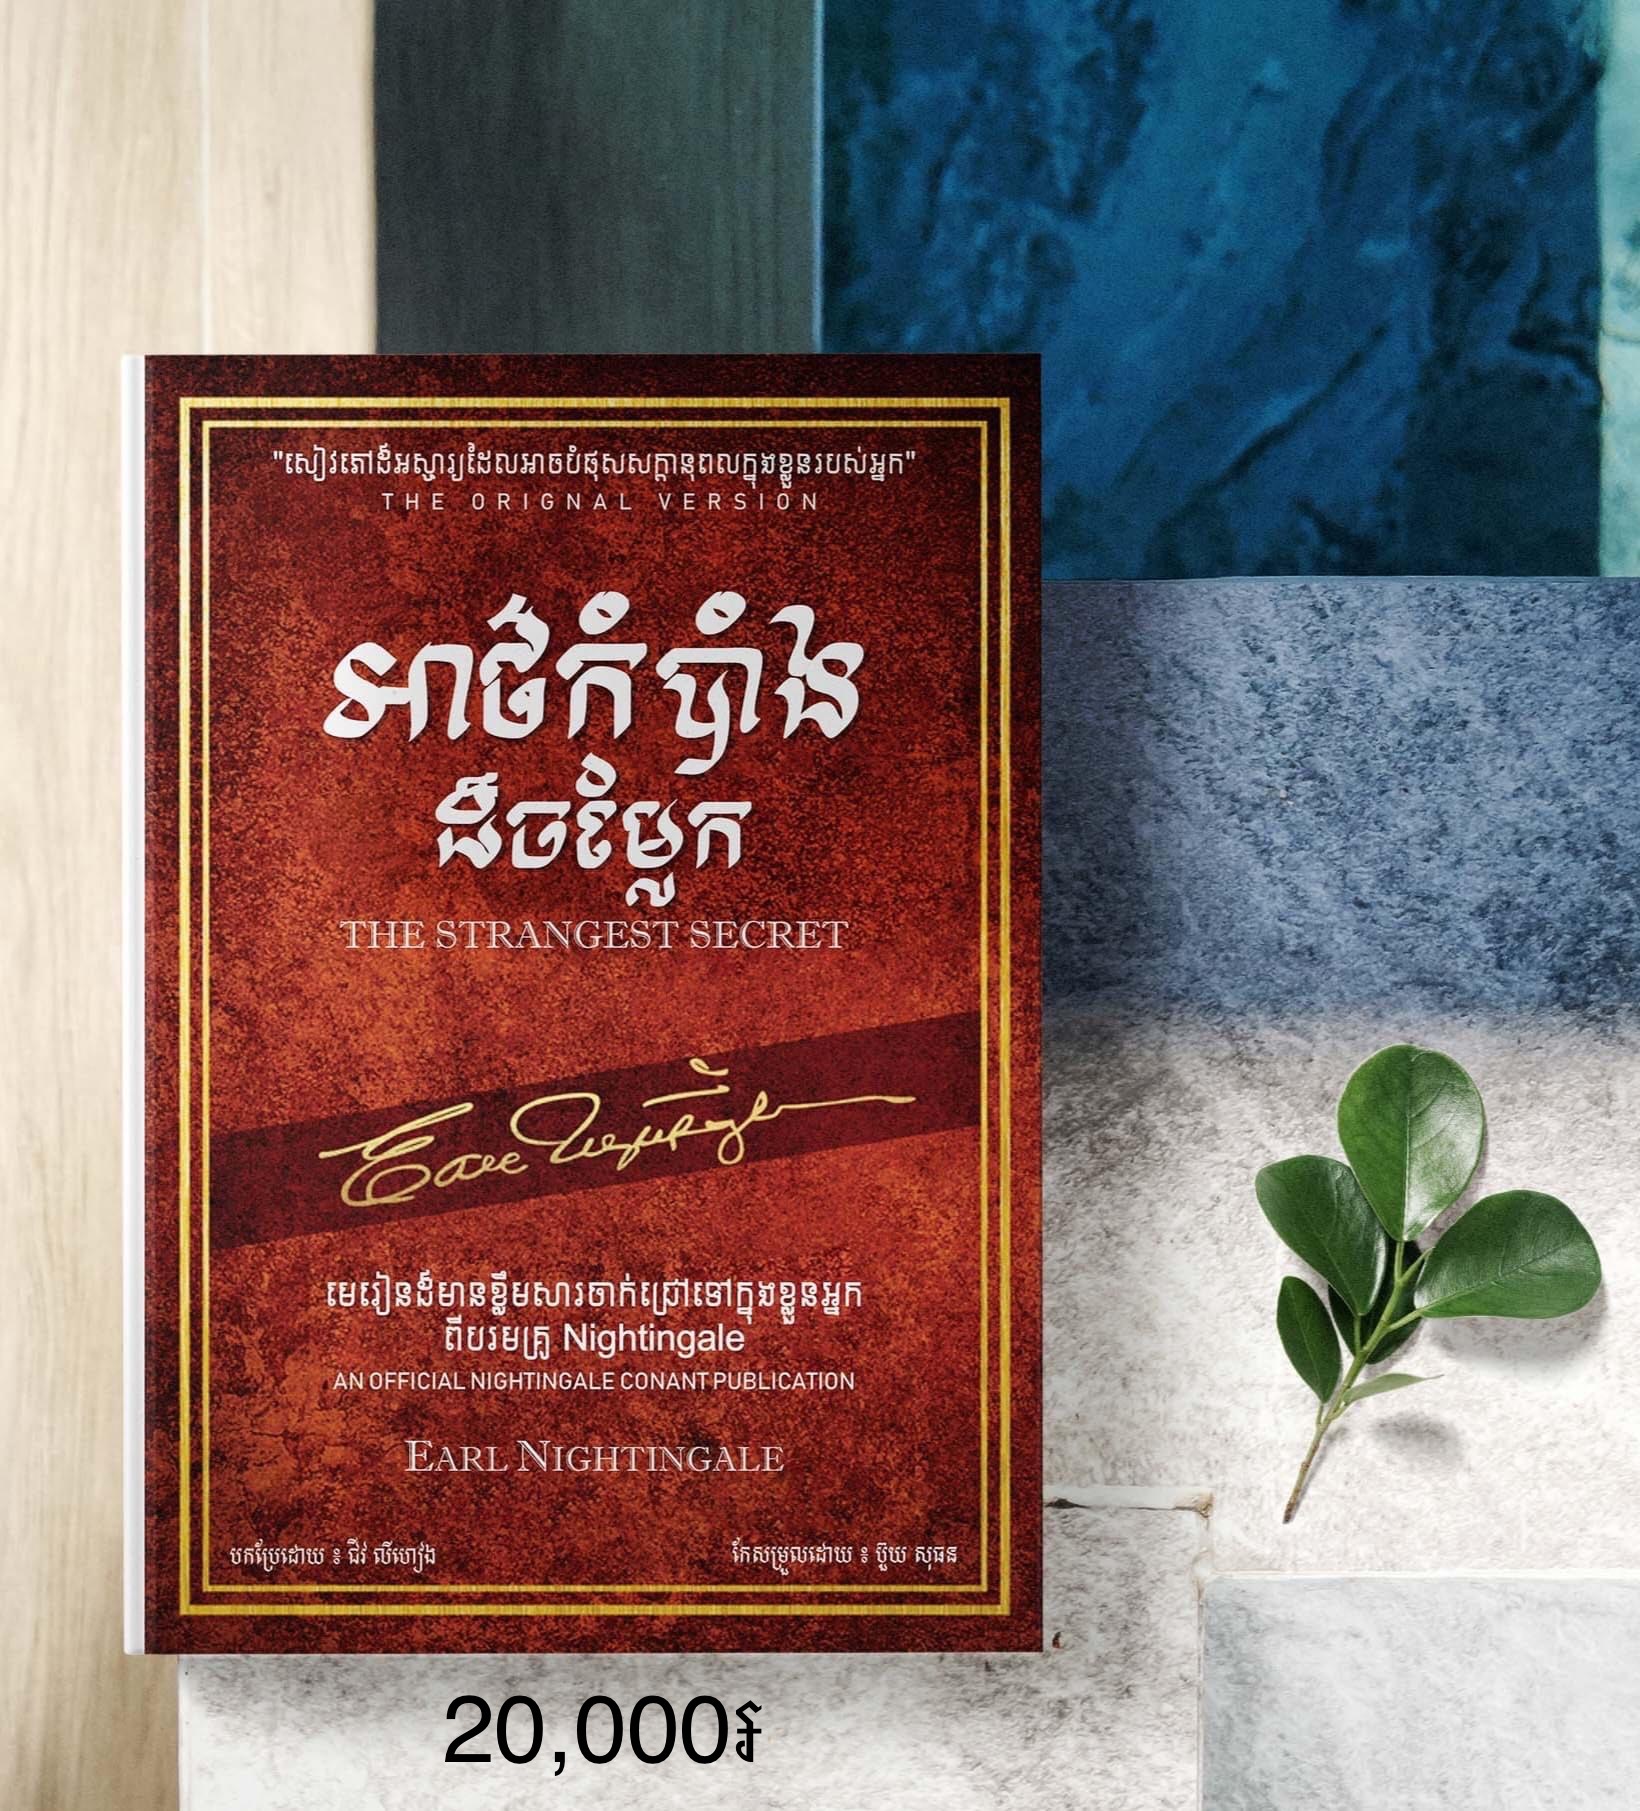 "សៀវភៅដ៏អស្ចារ្យដែលអាចបំផុសសក្តានុពលក្នុងខ្លួនរបស់អ្នក"
THE ORIGNAL VERSION
អាថ៌កំបាំង
ដ៏ចម្លែក
THE STRANGEST SECRET
Earl Nightingale
មេរៀនដ៏មានខ្លឹមសារចាក់ជ្រៅទៅក្នុងខ្លួនអ្នក
ពីបរមគ្រូ Nightingale
AN OFFICIAL NIGHTINGALE CONANT PUBLICATION
EARL NIGHTINGALE
បកប្រែដោយ ៖ ជីវ លីហៀង
កែសម្រួលដោយ ៖ ប៊ួយ សុធន
20,000៛